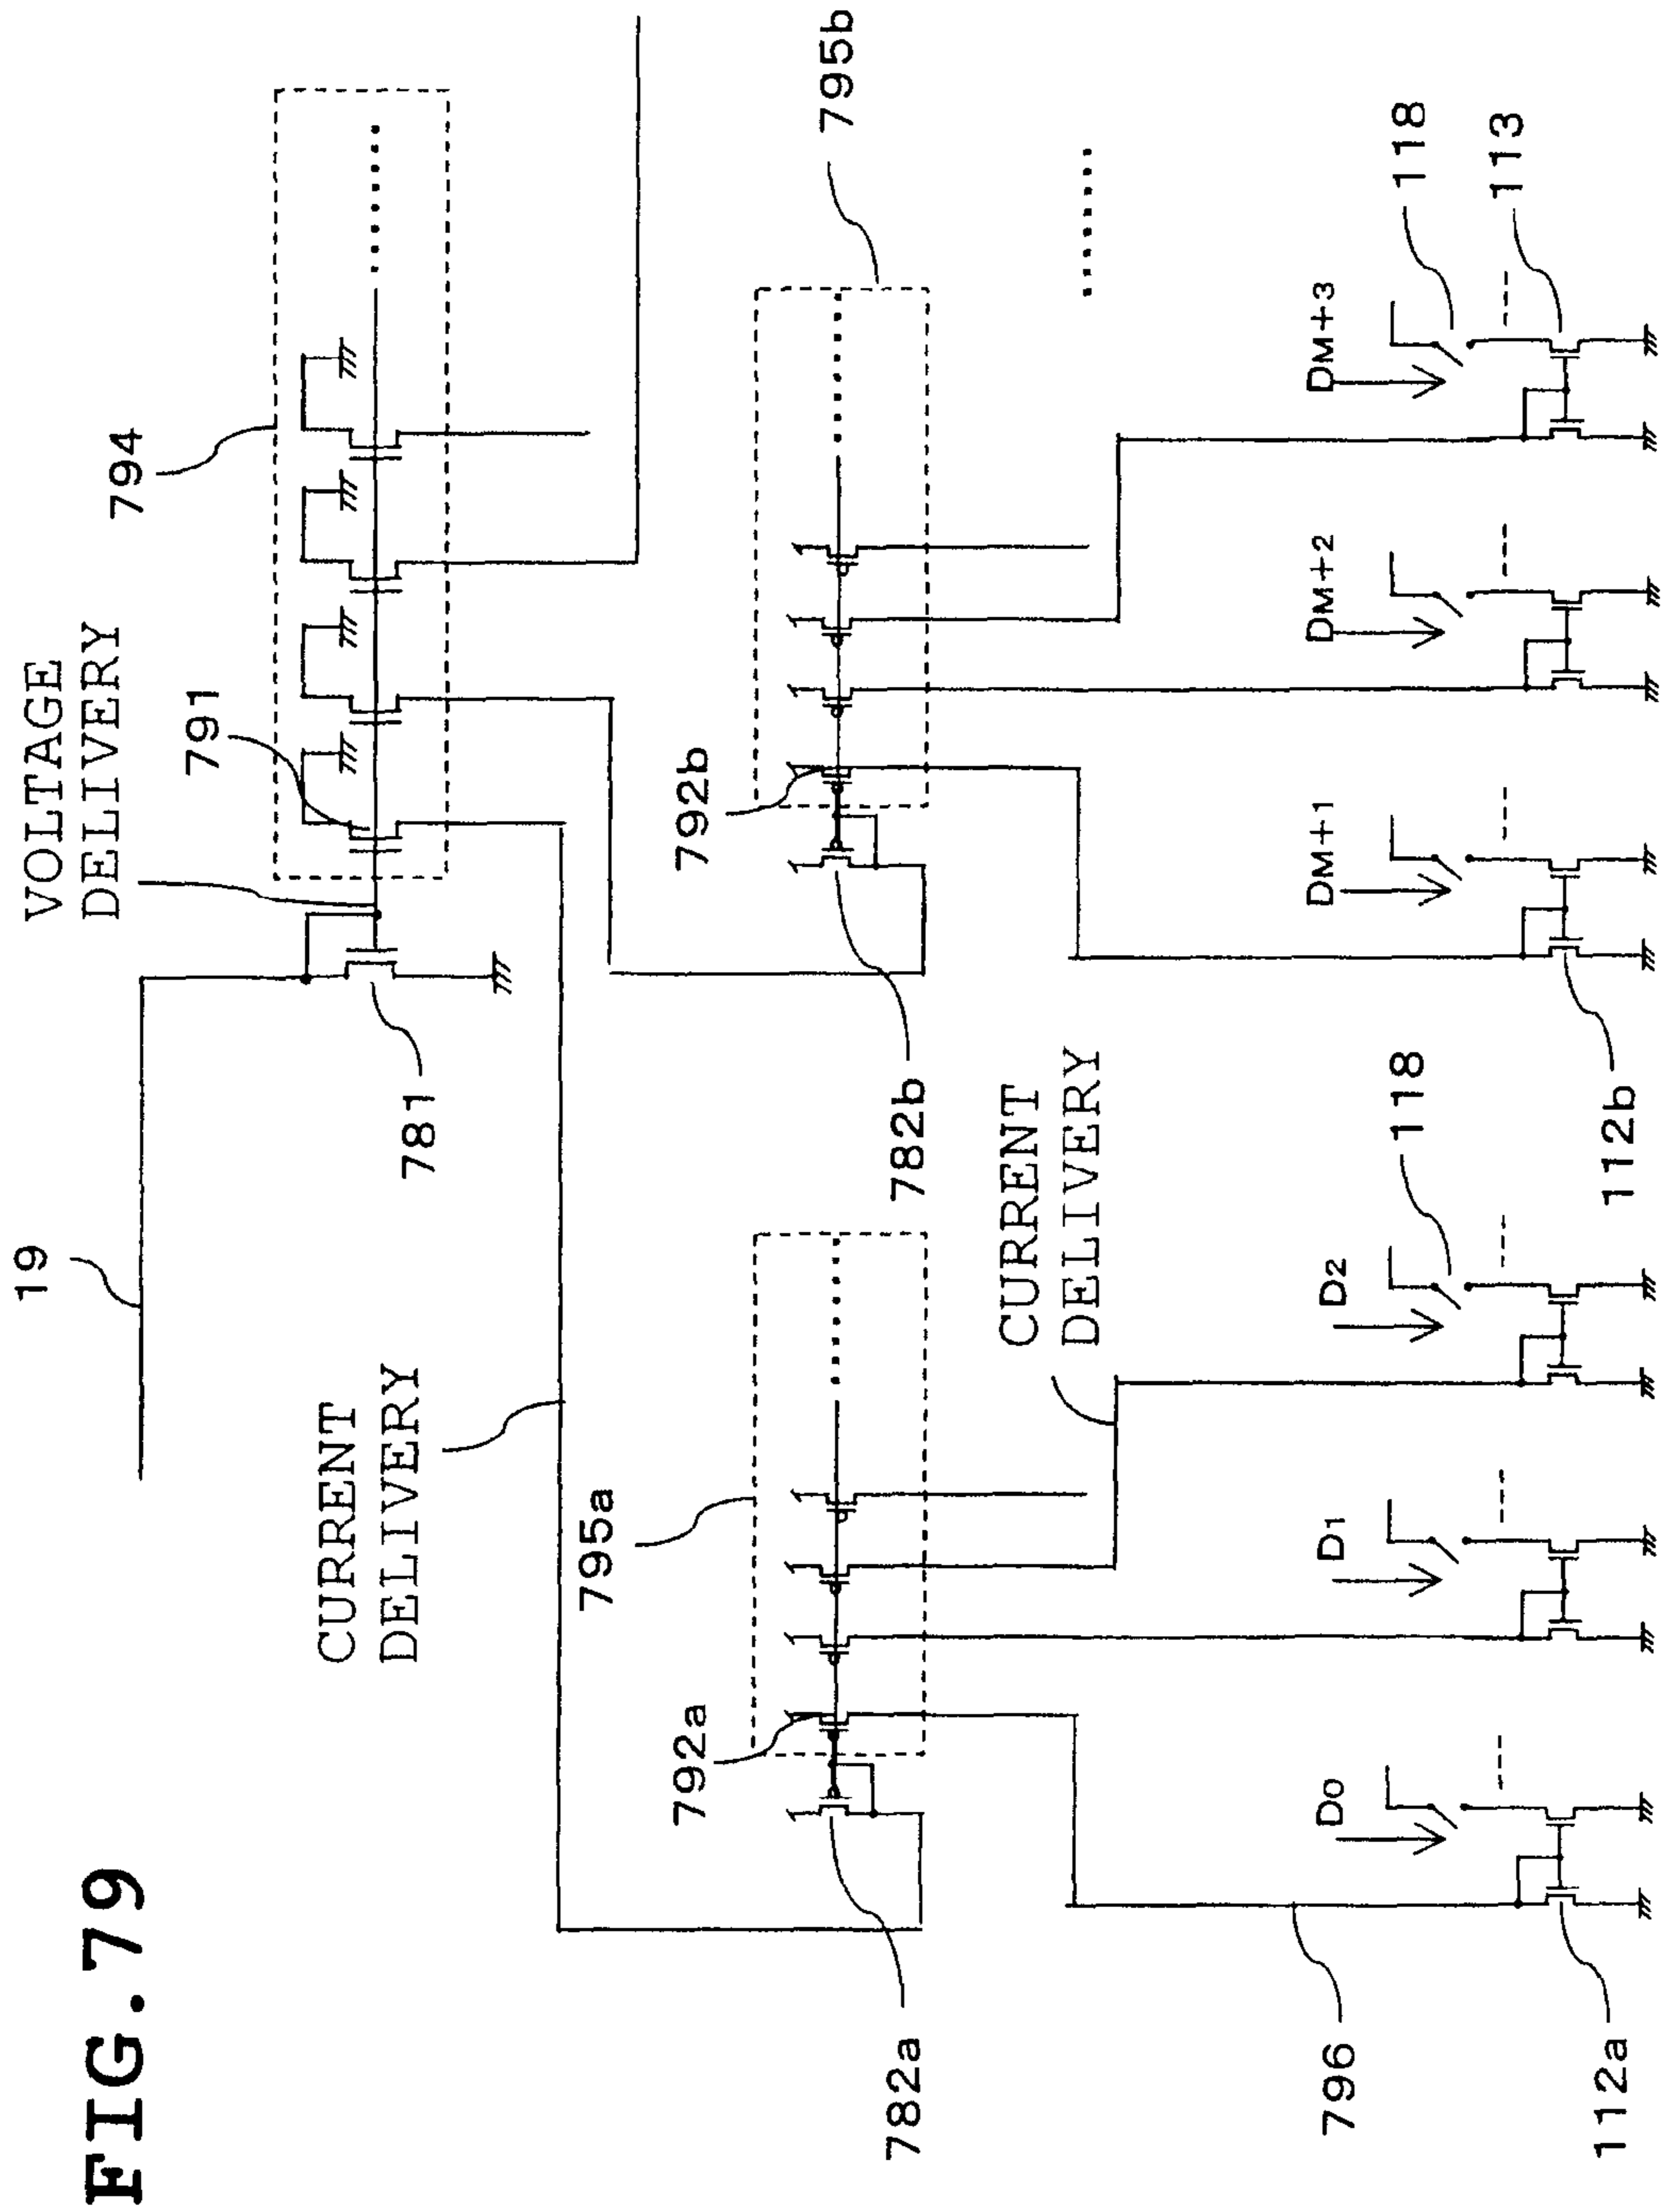 FIG.79
19
VOLTAGE
DELIVERY
794
791
781
CURRENT
DELIVERY
795a
792a
782a
795b
792b
782b
CURRENT
DELIVERY
796
D0
D1
D2
118
DM+1
DM+2
DM+3
118
113
112a
112b